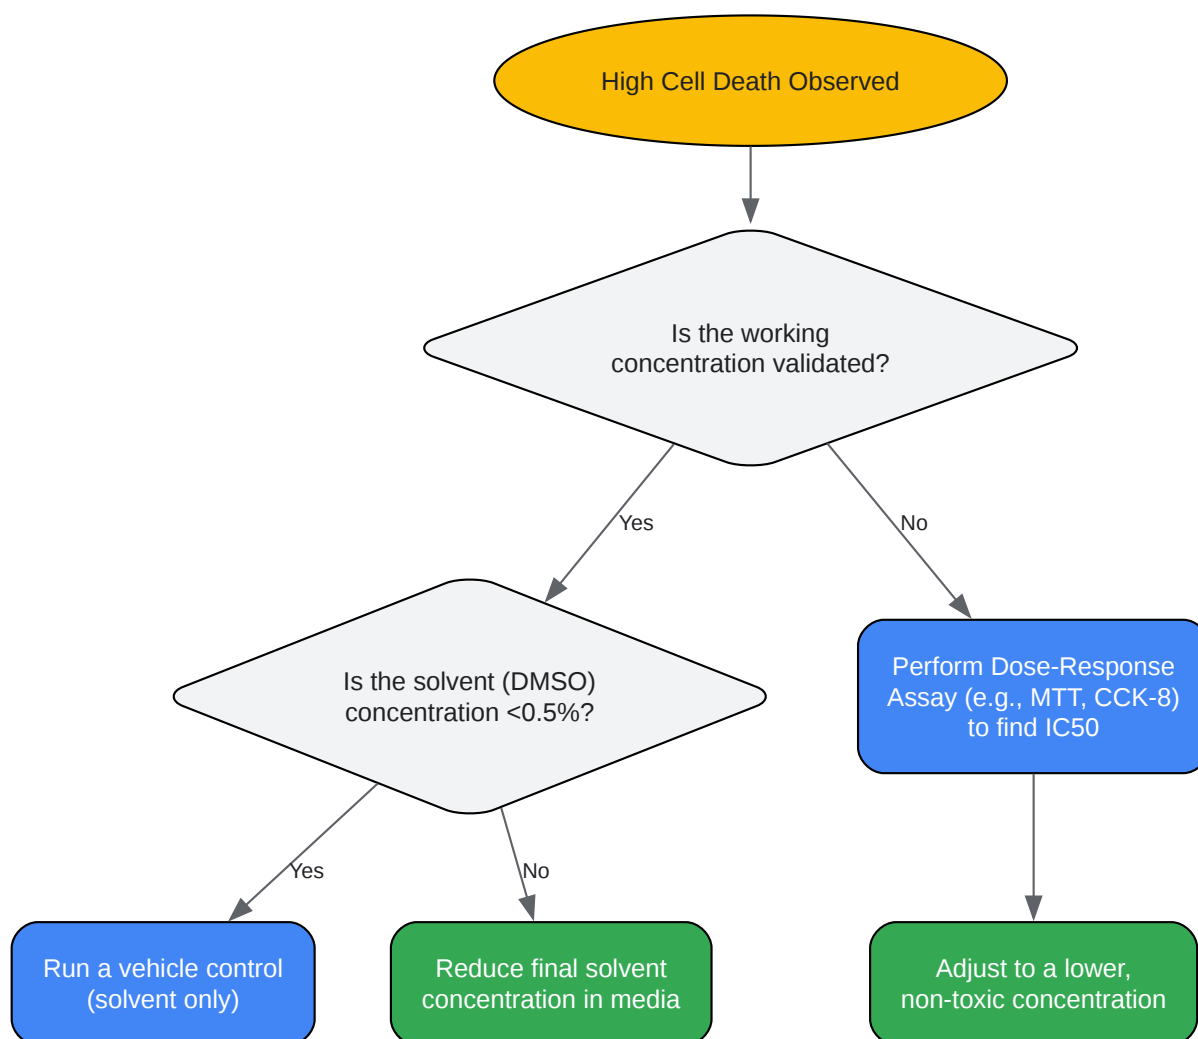 High Cell Death Observed
Is the working
concentration validated?
Yes
No
Is the solvent (DMSO)
concentration <0.5%?
Perform Dose-Response
Assay (e.g., MTT, CCK-8)
to find IC50
Yes
No
Run a vehicle control
(solvent only)
Reduce final solvent
concentration in media
Adjust to a lower,
non-toxic concentration